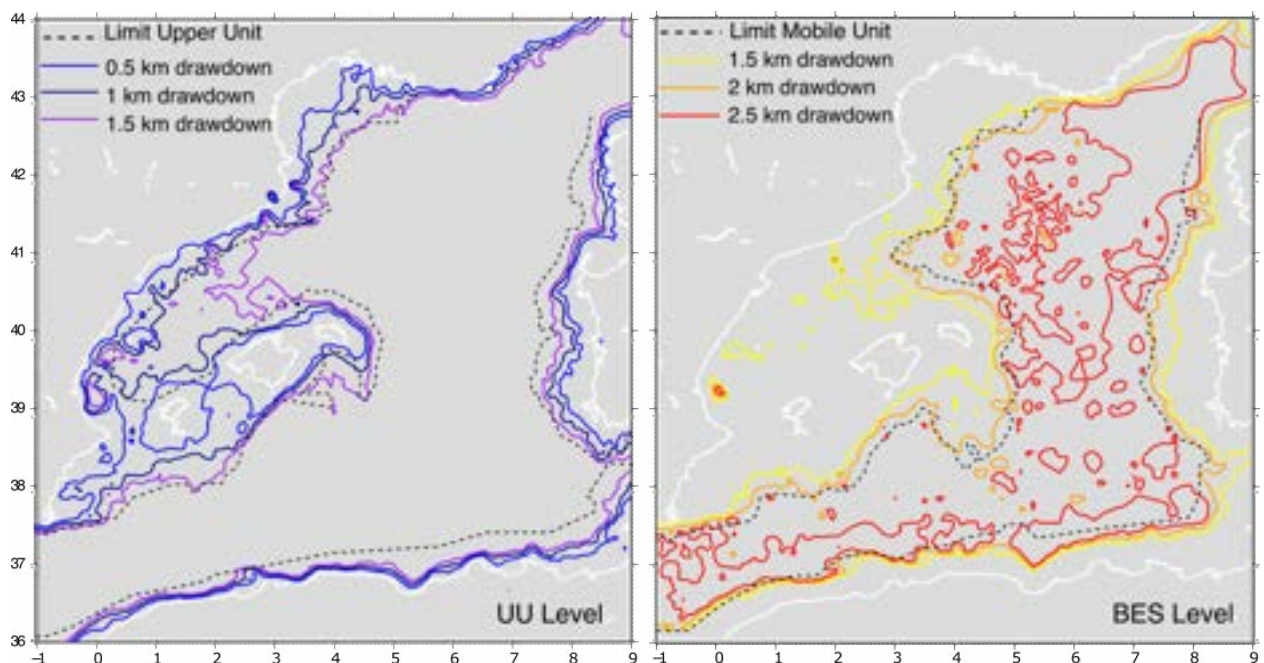 Limit Upper Unit
0.5 km drawdown
1 km drawdown
1.5 km drawdown
UU Level
44
43
42
41
40
39
38
37
36
-1 0 1 2 3 4 5 6 7 8 9
Limit Mobile Unit
1.5 km drawdown
2 km drawdown
2.5 km drawdown
BES Level
-1 0 1 2 3 4 5 6 7 8 9